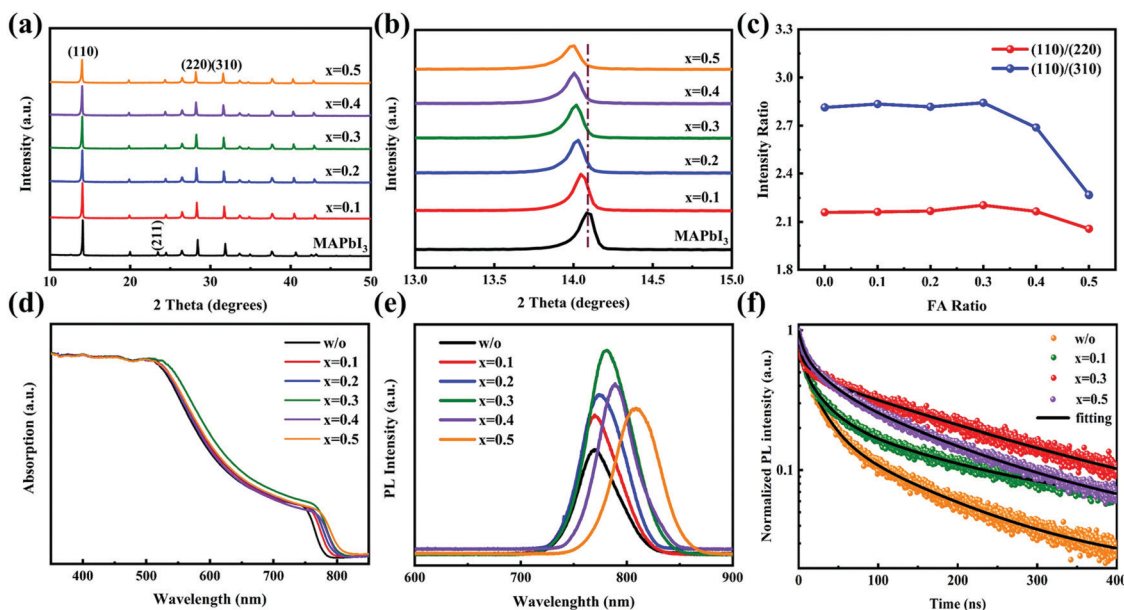 (a)
(110)
(220)(310)
x=0.5
x=0.4
x=0.3
x=0.2
x=0.1
(211)
MAPbI3
Intensity (a.u.)
10 20 30 40 50
2 Theta (degrees)
(b)
x=0.5
x=0.4
x=0.3
x=0.2
x=0.1
MAPbI3
Intensity (a.u.)
13.0 13.5 14.0 14.5 15.0
2 Theta (degrees)
(c)
3.3
3.0
2.7
2.4
2.1
1.8
(110)/(220)
(110)/(310)
Intensity Ratio
0.0 0.1 0.2 0.3 0.4 0.5
FA Ratio
(d)
w/o
x=0.1
x=0.2
x=0.3
x=0.4
x=0.5
Absorption (a.u.)
400 500 600 700 800
Wavelength (nm)
(e)
w/o
x=0.1
x=0.2
x=0.3
x=0.4
x=0.5
PL Intensity
600 700 800 900
Wavelenghth (nm)
(f)
1
0.1
w/o
x=0.1
x=0.3
x=0.5
fitting
Normalized PL intensity (a.u.)
0 100 200 300 400
Time (ns)